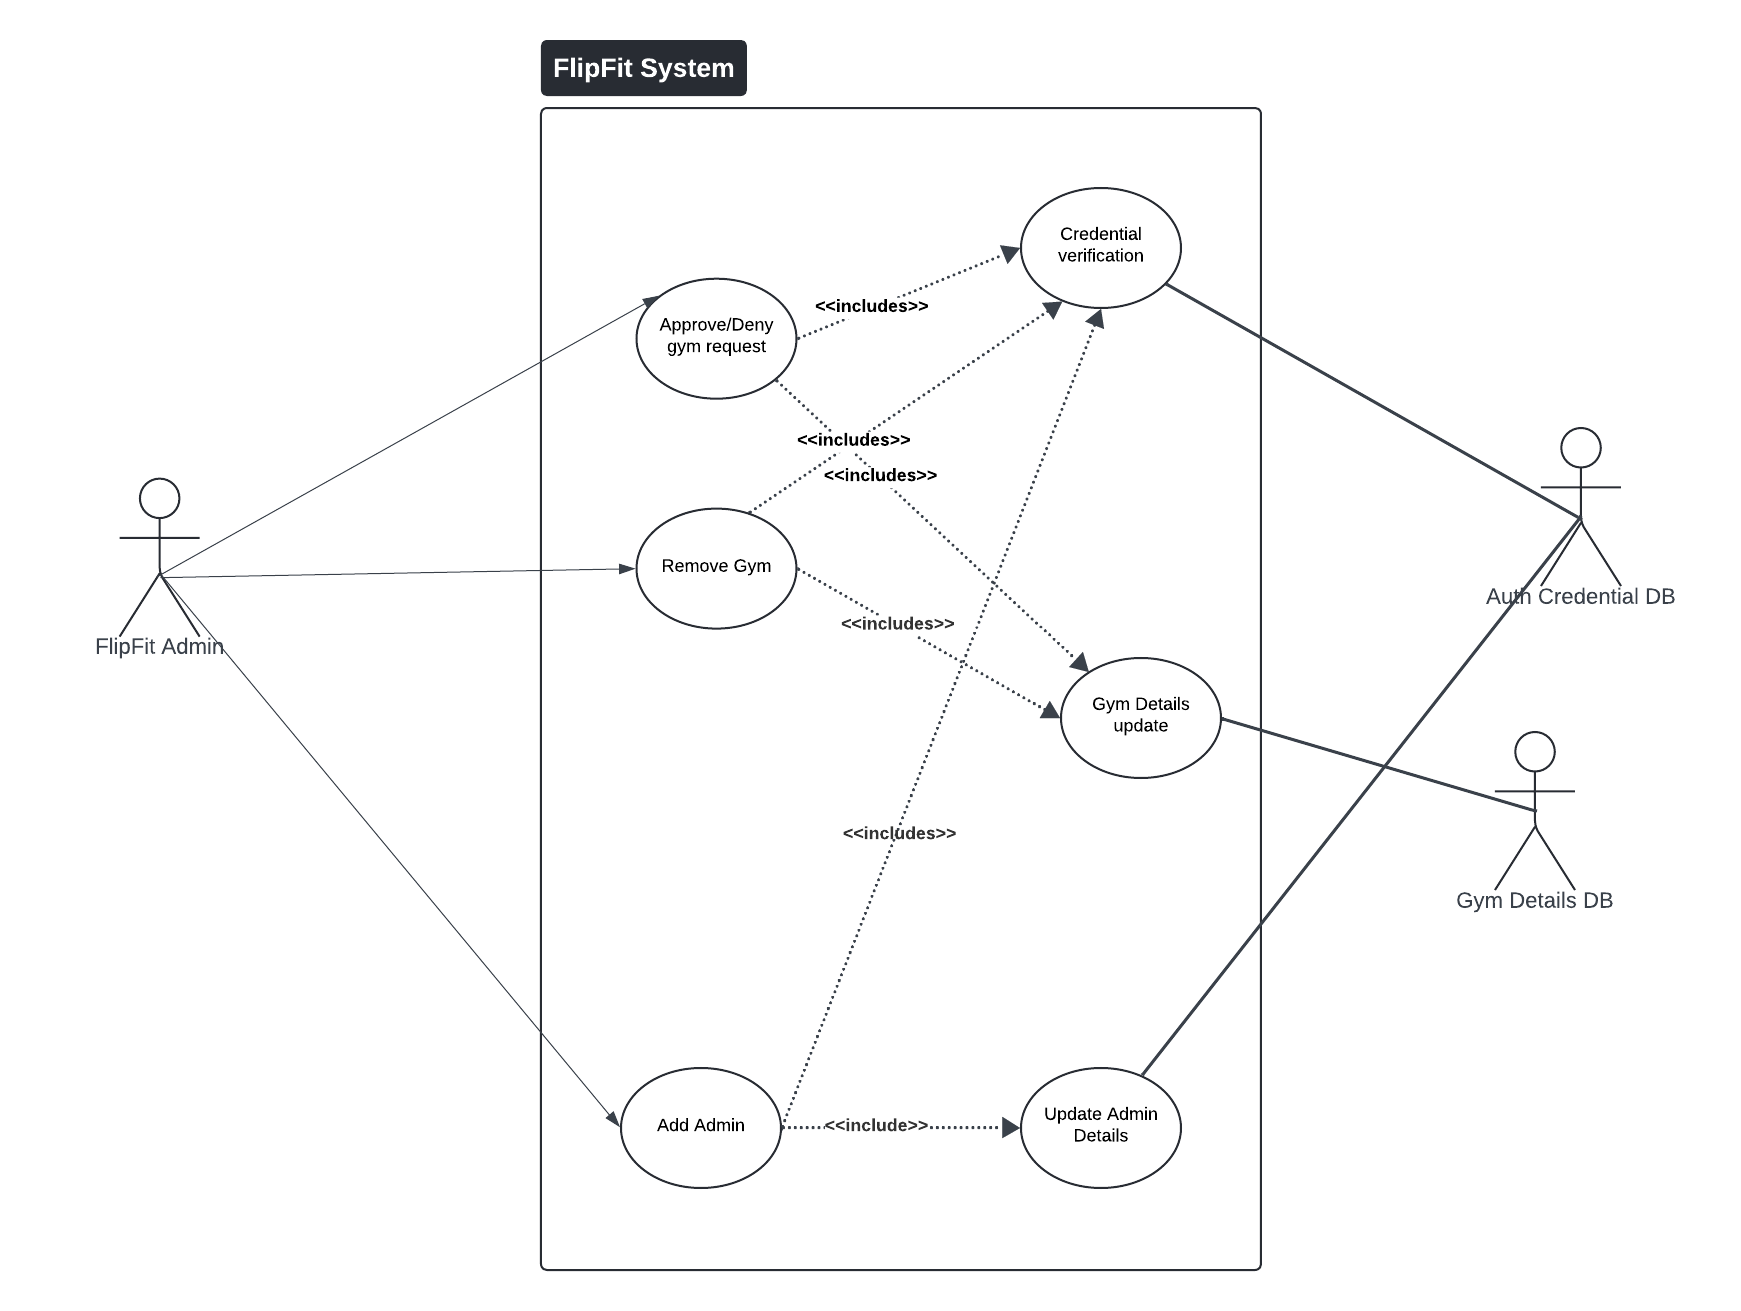 FlipFit System
Credential
verification
<<includes>>
Approve/Deny
gym request
<<includes>>
<<includes>>
Remove Gym
<<includes>>
Auth Credential DB
FlipFit Admin
Gym Details
update
<<includes>>
Gym Details DB
Add Admin
<<include>>
Update Admin
Details